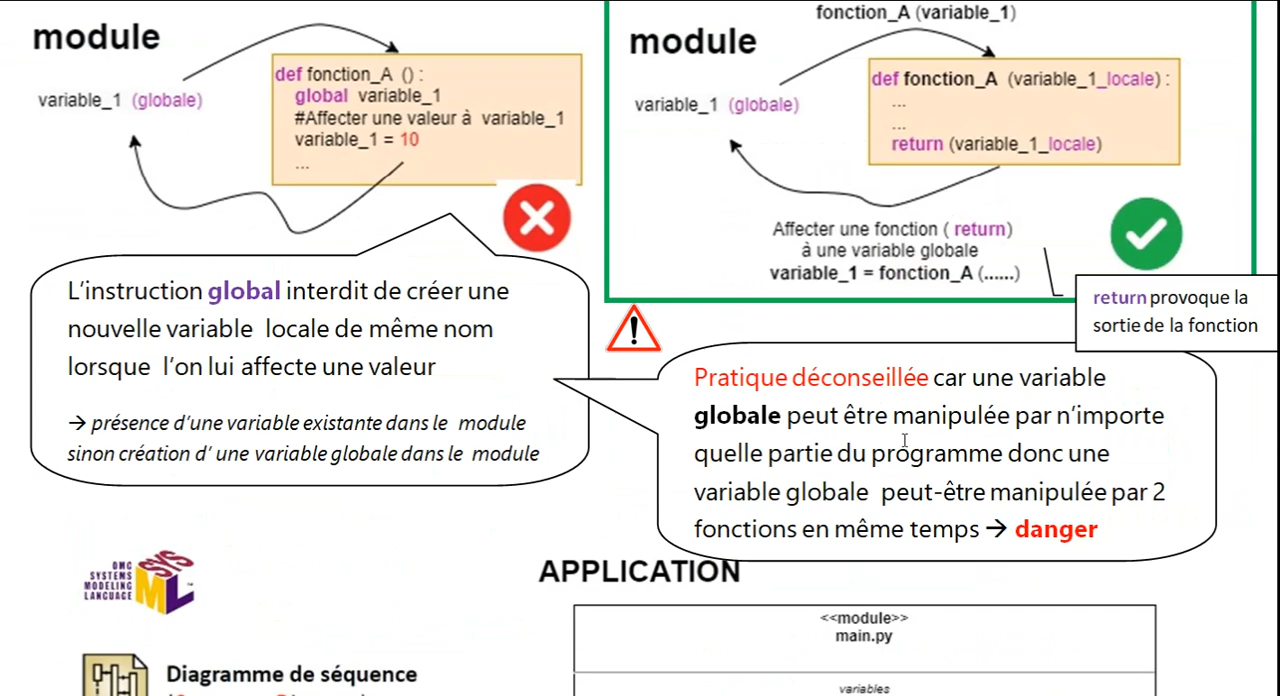 module
variable_1 (globale)
def fonction_A () :
global variable_1
#Affecter une valeur à variable_1
variable_1 = 10
...
fonction_A (variable_1)
module
variable_1 (globale)
def fonction_A (variable_1_locale) :
...
...
return (variable_1_locale)
Affecter une fonction ( return)
à une variable globale
variable_1 = fonction_A (......)
return provoque la
sortie de la fonction
L'instruction global interdit de créer une
nouvelle variable locale de même nom
lorsque l'on lui affecte une valeur
→ présence d'une variable existante dans le module
sinon création d' une variable globale dans le module
!
Pratique déconseillée car une variable
globale peut être manipulée par n'importe
quelle partie du programme donc une
variable globale peut-être manipulée par 2
fonctions en même temps → danger
OMG
SYSTEMS
MODELING
LANGUAGE
SYS
ML
APPLICATION
<<module>>
main.py
variables
Diagramme de séquence